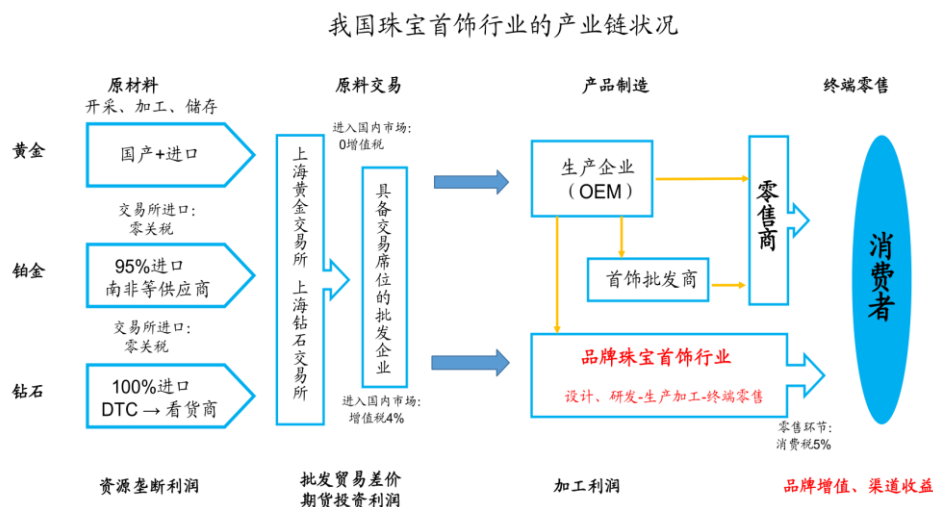 我国珠宝首饰行业的产业链状况
原材料
开采、加工、储存
原料交易
产品制造
终端零售
黄金
国产+进口
交易所进口：
零关税
铂金
95%进口
南非等供应商
交易所进口：
零关税
钻石
100%进口
DTC → 看货商
上海黄金交易所 上海钻石交易所
进入国内市场：
0增值税
具备交易席位的批发企业
进入国内市场：
增值税4%
生产企业
（OEM）
首饰批发商
零售商
品牌珠宝首饰行业
设计、研发-生产加工-终端零售
零售环节：
消费税5%
消费者
资源垄断利润
批发贸易差价
期货投资利润
加工利润
品牌增值、渠道收益